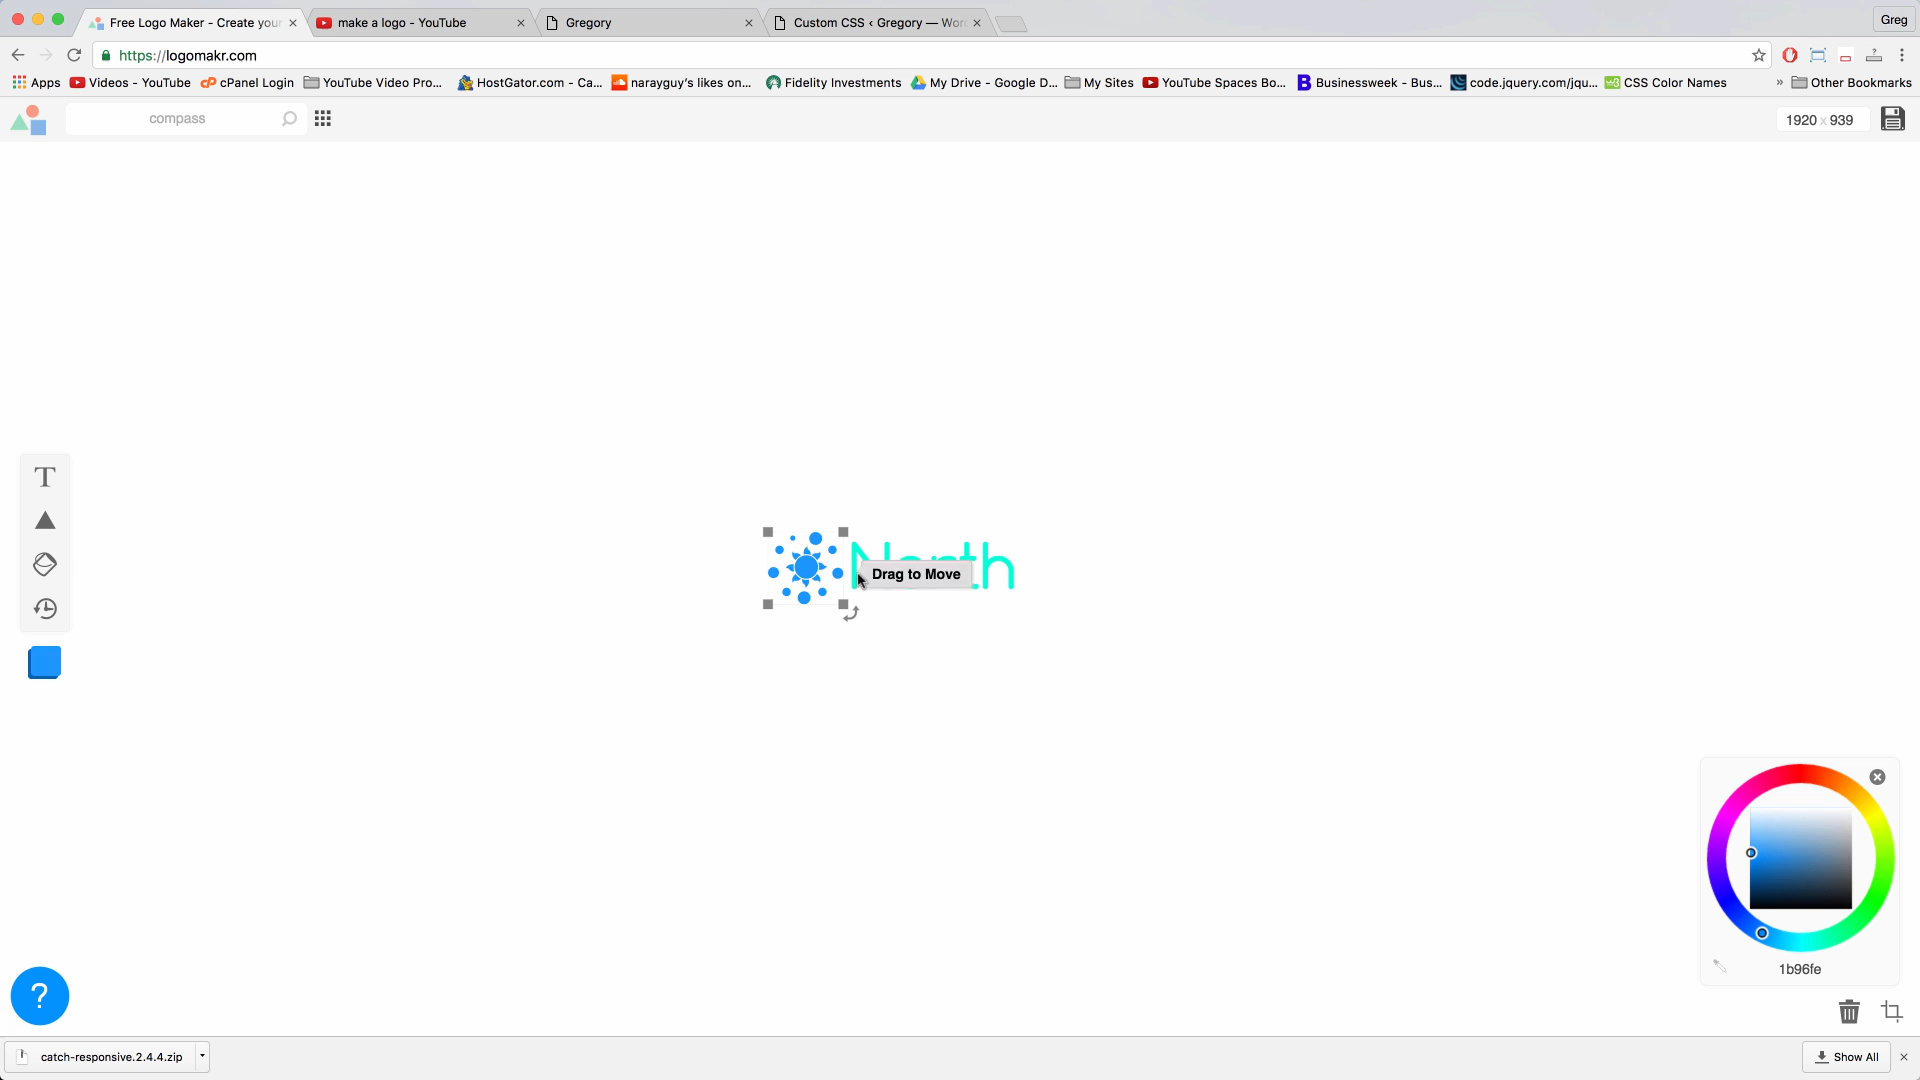 Free Logo Maker - Create your
make a logo - YouTube
Gregory
Custom CSS ‹ Gregory — Wor
Greg
https://logomakr.com
Apps
Videos - YouTube
cPanel Login
YouTube Video Pro...
HostGator.com - Ca...
narayguy's likes on...
Fidelity Investments
My Drive - Google D...
My Sites
YouTube Spaces Bo...
Businessweek - Bus...
code.jquery.com/jqu...
CSS Color Names
» Other Bookmarks
compass
1920 x 939
T
North
Drag to Move
1b96fe
?
catch-responsive.2.4.4.zip
Show All